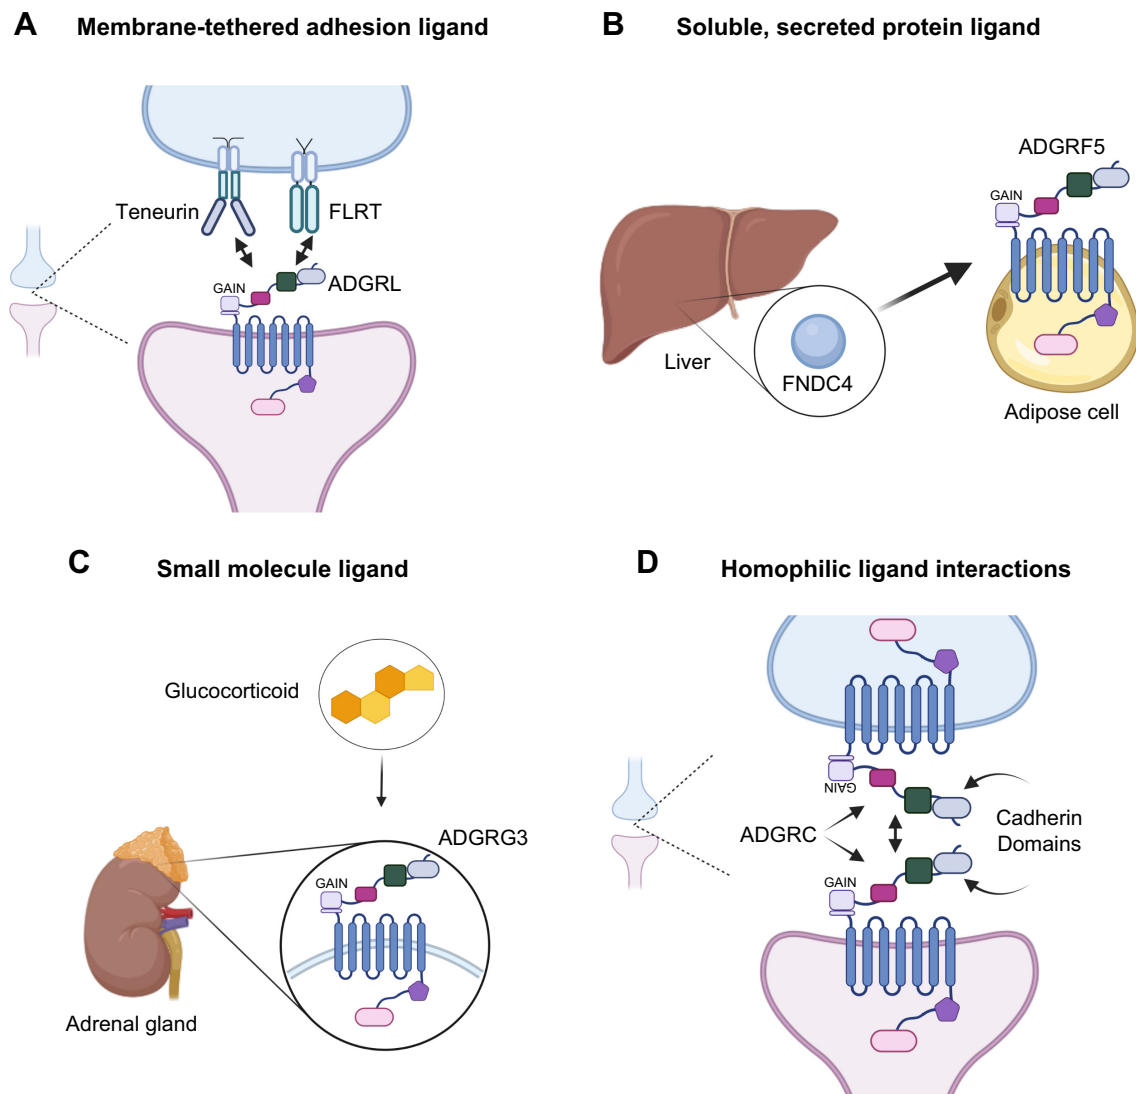 A Membrane-tethered adhesion ligand
Teneurin
FLRT
GAIN
ADGRL
B Soluble, secreted protein ligand
ADGRF5
GAIN
Liver
FNDC4
Adipose cell
C Small molecule ligand
Glucocorticoid
ADGRG3
GAIN
Adrenal gland
D Homophilic ligand interactions
GAIN
ADGRC
Cadherin
Domains
GAIN